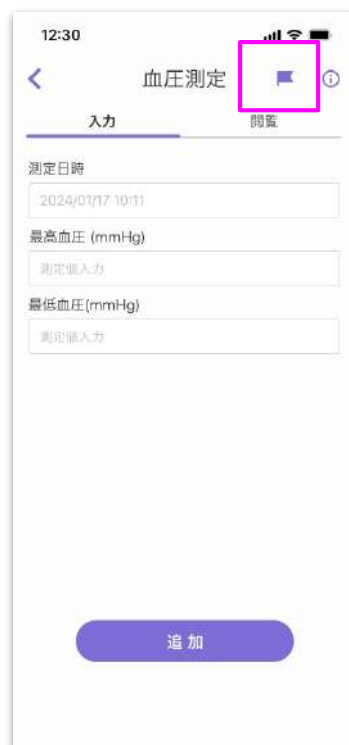 12:30
血圧測定
入力 閲覧
測定日時
2024/01/17 10:11
最高血圧 (mmHg)
測定値入力
最低血圧(mmHg)
測定値入力
追加